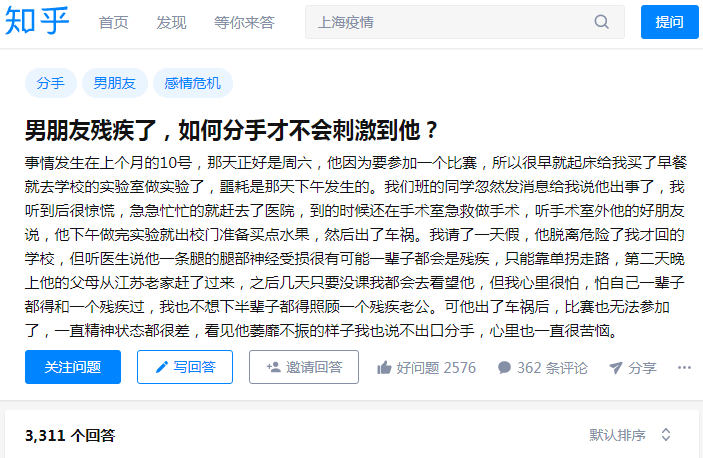 知乎 首页 发现 等你来答 上海疫情 提问
分手 男朋友 感情危机
男朋友残疾了，如何分手才不会刺激到他？
事情发生在上个月的10号，那天正好是周六，他因为要参加一个比赛，所以很早就起床给我买了早餐
就去学校的实验室做实验了，噩耗是那天下午发生的。我们班的同学忽然发消息给我说他出事了，我
听到后很惊慌，急急忙忙的就赶去了医院，到的时候还在手术室急救做手术，听手术室外他的好朋友
说，他下午做完实验就出校门准备买点水果，然后出了车祸。我请了一天假，他脱离危险了我才回的
学校，但听医生说他一条腿的腿部神经受损很有可能一辈子都会是残疾，只能靠单拐走路，第二天晚
上他的父母从江苏老家赶了过来，之后几天只要没课我都会去看望他，但我心里很怕，怕自己一辈子
都得和一个残疾过，我也不想下半辈子都得照顾一个残疾老公。可他出了车祸后，比赛也无法参加
了，一直精神状态都很差，看见他萎靡不振的样子我也说不出口分手，心里也一直很苦恼。
关注问题 写回答 邀请回答 好问题 2576 362 条评论 分享 ···
3,311 个回答 默认排序